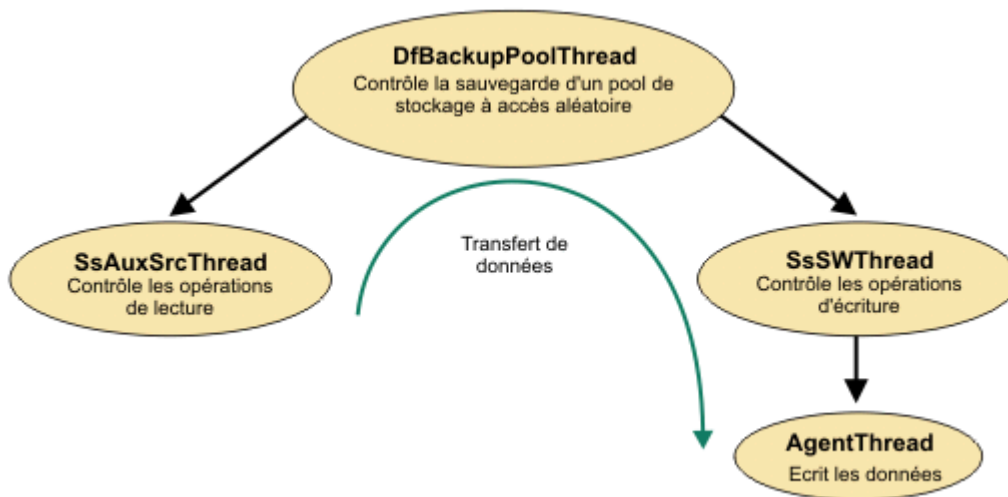 DfBackupPoolThread
Contrôle la sauvegarde d'un pool de
stockage à accès aléatoire
SsAuxSrcThread
Contrôle les opérations
de lecture
Transfert de
données
SsSWThread
Contrôle les opérations
d'écriture
AgentThread
Ecrit les données